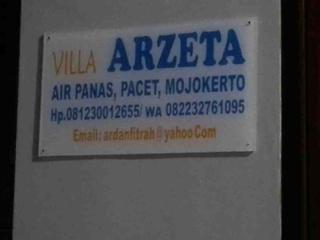 VILLA ARZETA
AIR PANAS, PACET, MOJOKERTO
Hp.081230012655/ WA 082232761095
Email: ardanfitrah@yahoo Com